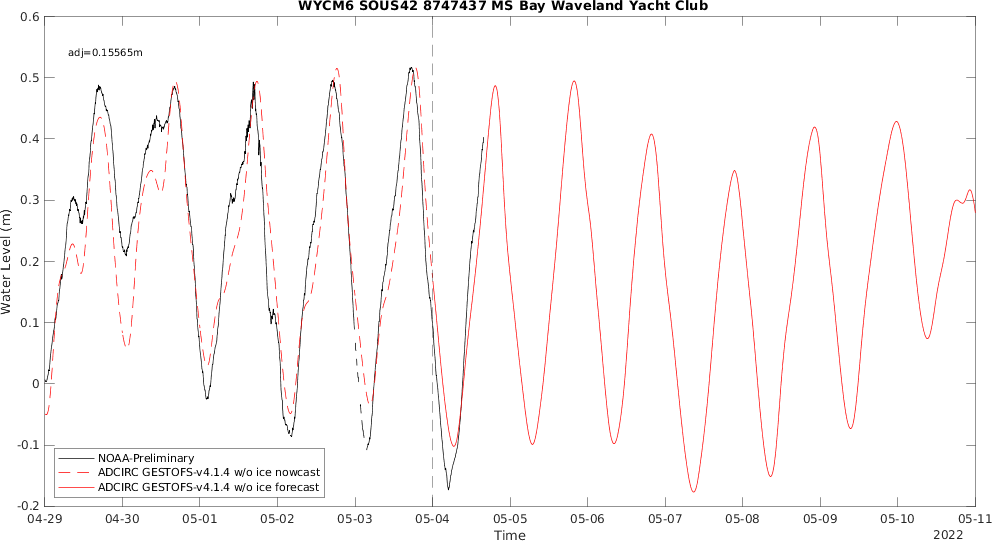 WYCM6 SOUS42 8747437 MS Bay Waveland Yacht Club
0.6
adj=0.15565m
0.5
0.4
0.3
0.2
0.1
0
-0.1
-0.2
Water Level (m)
NOAA-Preliminary
ADCIRC GESTOFS-v4.1.4 w/o ice nowcast
ADCIRC GESTOFS-v4.1.4 w/o ice forecast
04-29 04-30 05-01 05-02 05-03 05-04 05-05 05-06 05-07 05-08 05-09 05-10 05-11
Time
2022